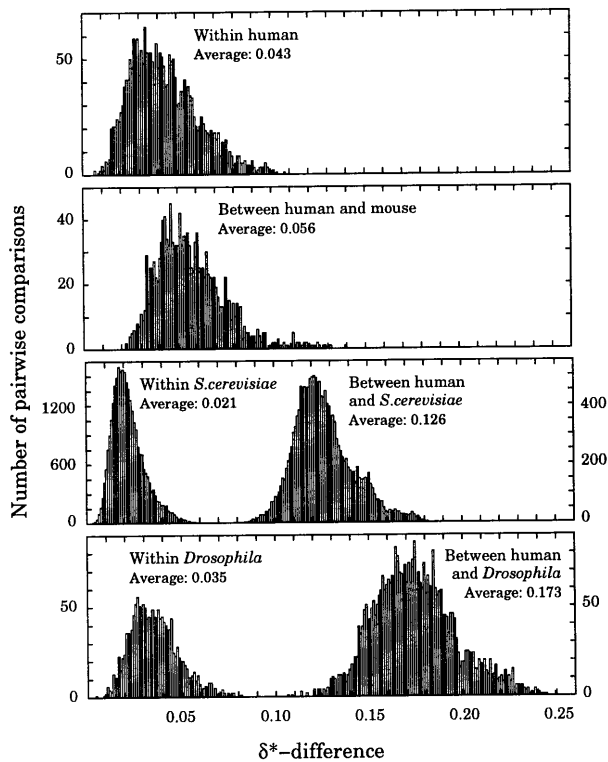 Within human
Average: 0.043
50
0
Between human and mouse
Average: 0.056
40
20
0
Number of pairwise comparisons
Within S.cerevisiae
Average: 0.021
Between human
and S.cerevisiae
Average: 0.126
1200
600
0
400
200
0
Within Drosophila
Average: 0.035
Between human
and Drosophila
Average: 0.173
50
0
50
0
0.05 0.10 0.15 0.20 0.25
δ*–difference